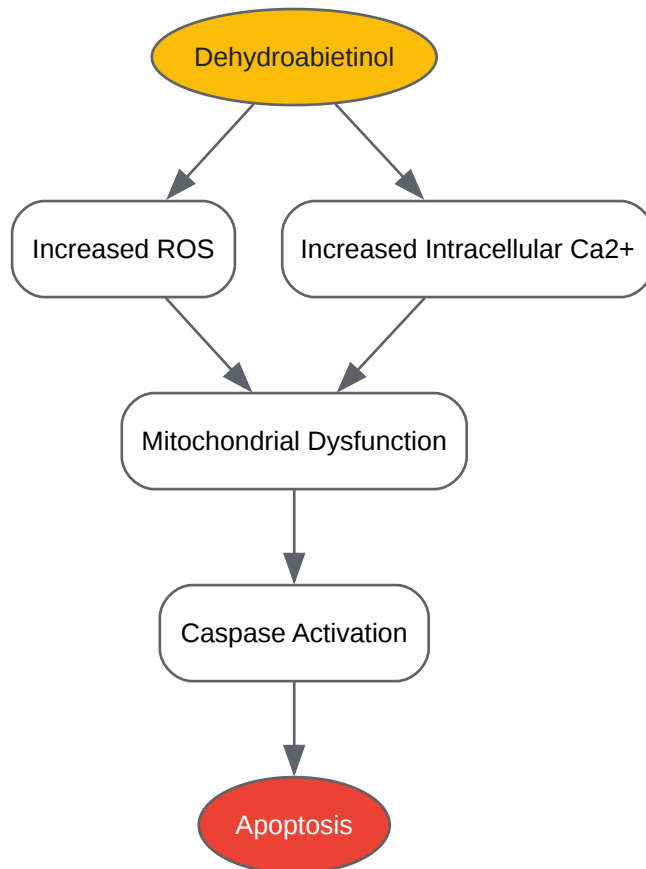 Dehydroabietinol
Increased ROS
Increased Intracellular Ca2+
Mitochondrial Dysfunction
Caspase Activation
Apoptosis